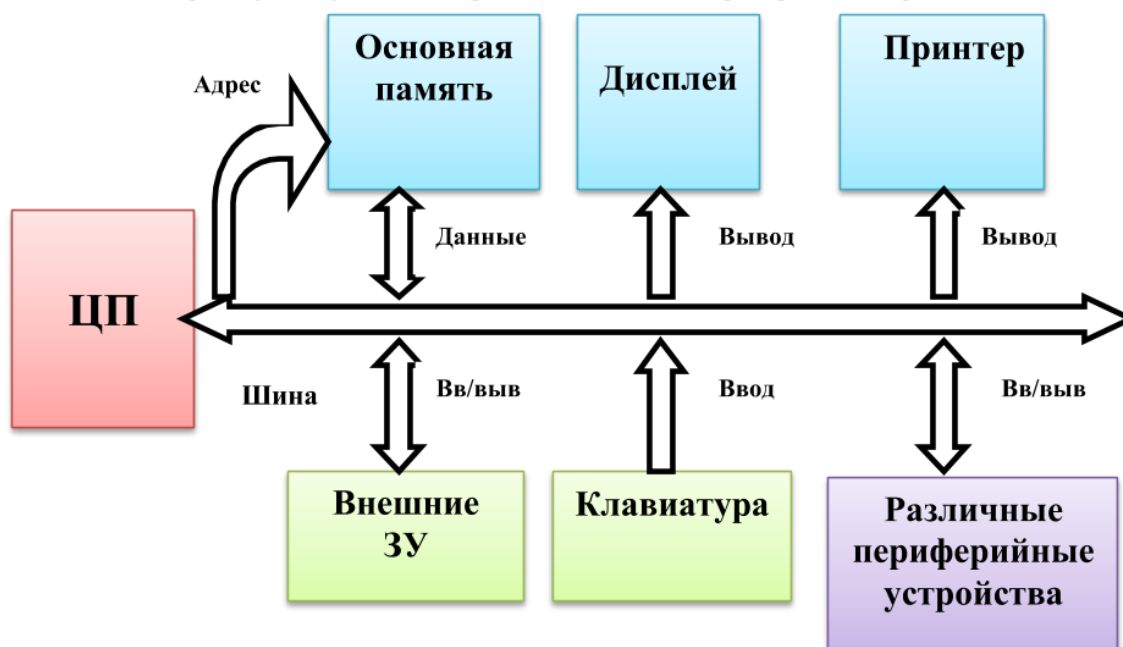 Основная
память
Дисплей
Принтер
Адрес
Данные
Вывод
Вывод
ЦП
Шина
Вв/выв
Ввод
Вв/выв
Внешние
ЗУ
Клавиатура
Различные
периферийные
устройства